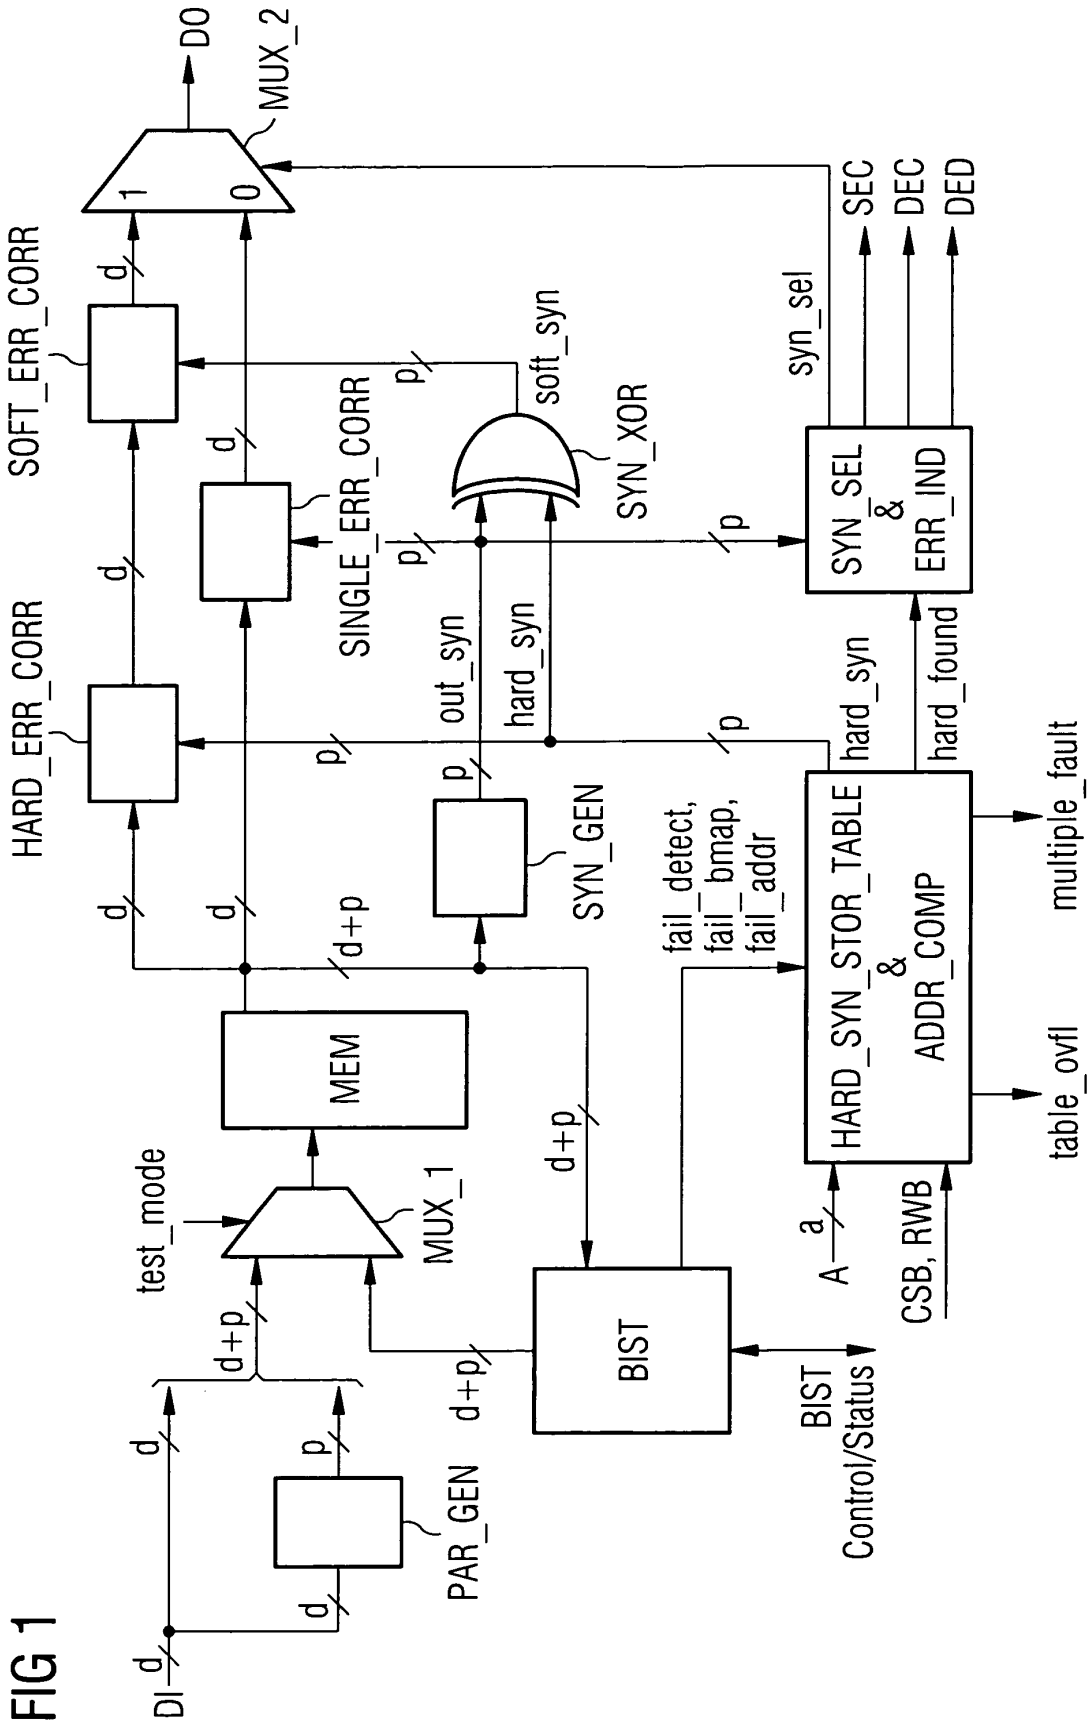 FIG 1
DI
d
d
d
PAR_GEN
p
d+p
test_mode
MUX_1
d+p
BIST
BIST
Control/Status
d+p
MEM
d
d
d+p
HARD_ERR_CORR
d
SOFT_ERR_CORR
d
1
0
MUX_2
DO
SINGLE_ERR_CORR
d
SYN_GEN
p
out_syn
hard_syn
p
p
p
soft_syn
SYN_XOR
p
p
fail_detect,
fail_bmap,
fail_addr
A
a
CSB, RWB
HARD_SYN_STOR_TABLE
&
ADDR_COMP
table_ovfl
multiple_fault
hard_syn
hard_found
SYN_SEL
&
ERR_IND
syn_sel
SEC
DEC
DED